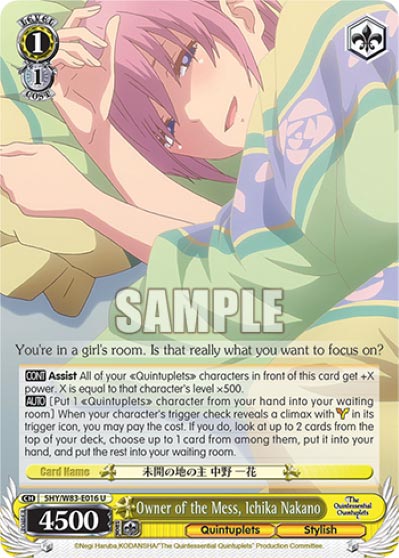 LEVEL
1
1
COST
SAMPLE
You're in a girl's room. Is that really what you want to focus on?
CONT Assist All of your «Quintuplets» characters in front of this card get +X
power. X is equal to that character's level ×500.
AUTO [Put 1 «Quintuplets» character from your hand into your waiting
room] When your character's trigger check reveals a climax with in its
trigger icon, you may pay the cost. If you do, look at up to 2 cards from the
top of your deck, choose up to 1 card from among them, put it into your
hand, and put the rest into your waiting room.
Card Name 未開の地の主 中野 一花
CH 5HY/W83-E016 U
Owner of the Mess, Ichika Nakano
The Quintessential Quintuplets
4500
Quintuplets Stylish
©Negi Haruba,KODANSHA/"The Quintessential Quintuplets" Production Committee